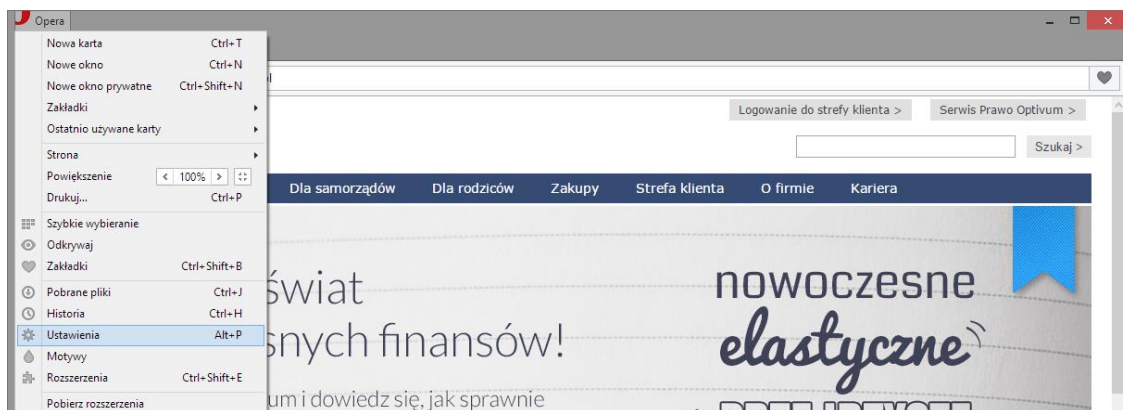 Opera
Nowa karta Ctrl+T
Nowe okno Ctrl+N
Nowe okno prywatne Ctrl+Shift+N
Zakładki
Ostatnio używane karty
Strona
Powiększenie < 100% >
Drukuj... Ctrl+P
Szybkie wybieranie
Odkrywaj
Zakładki Ctrl+Shift+B
Pobrane pliki Ctrl+J
Historia Ctrl+H
Ustawienia Alt+P
Motywy
Rozszerzenia Ctrl+Shift+E
Pobierz rozszerzenia
Logowanie do strefy klienta > Serwis Prawo Optivum >
Szukaj >
Dla samorządów Dla rodziców Zakupy Strefa klienta O firmie Kariera
świat
snych finansów!
um i dowiedz się, jak sprawnie
nowoczesne
elastyczne